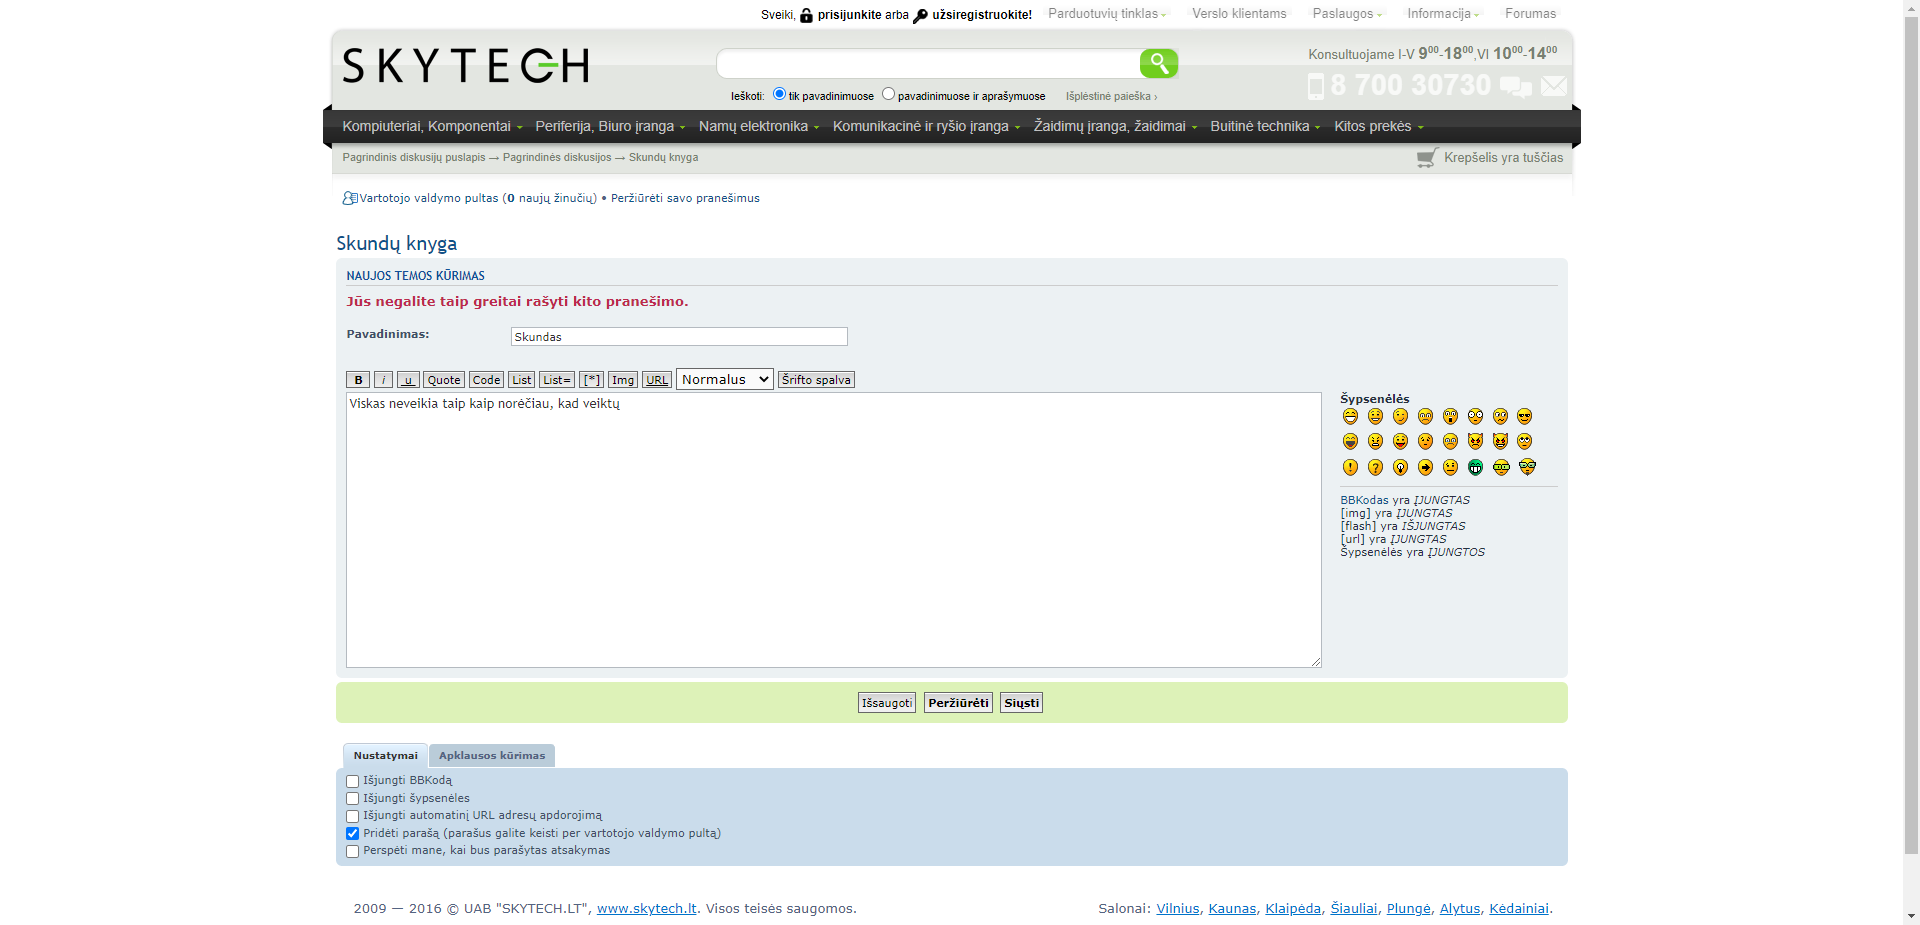 Sveiki, prisijunkite arba užsiregistruokite! Parduotuvių tinklas Verslo klientams Paslaugos Informacija Forumas
SKYTECH
Konsultuojame I-V 9⁰⁰-18⁰⁰,VI 10⁰⁰-14⁰⁰
8 700 30730
Ieškoti: tik pavadinimuose pavadinimuose ir aprašymuose Išplėstinė paieška ›
Kompiuteriai, Komponentai Periferija, Biuro įranga Namų elektronika Komunikacinė ir ryšio įranga Žaidimų įranga, žaidimai Buitinė technika Kitos prekės
Pagrindinis diskusijų puslapis → Pagrindinės diskusijos → Skundų knyga Krepšelis yra tuščias
Vartotojo valdymo pultas (0 naujų žinučių) • Peržiūrėti savo pranešimus
Skundų knyga
NAUJOS TEMOS KŪRIMAS
Jūs negalite taip greitai rašyti kito pranešimo.
Pavadinimas: Skundas
B i u Quote Code List List= [*] Img URL Normalus Šrifto spalva
Viskas neveikia taip kaip norėčiau, kad veiktų
Šypsenėlės
BBKodas yra ĮJUNGTAS
[img] yra ĮJUNGTAS
[flash] yra IŠJUNGTAS
[url] yra ĮJUNGTAS
Šypsenėlės yra ĮJUNGTOS
Išsaugoti Peržiūrėti Siųsti
Nustatymai Apklausos kūrimas
Išjungti BBKodą
Išjungti šypsenėles
Išjungti automatinį URL adresų apdorojimą
Pridėti parašą (parašus galite keisti per vartotojo valdymo pultą)
Perspėti mane, kai bus parašytas atsakymas
2009 — 2016 © UAB "SKYTECH.LT", www.skytech.lt. Visos teisės saugomos. Salonai: Vilnius, Kaunas, Klaipėda, Šiauliai, Plungė, Alytus, Kėdainiai.